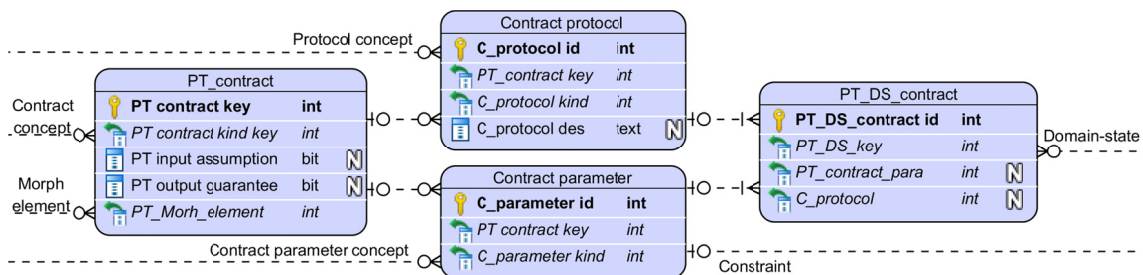 Contract protocol
Protocol concept
C_protocol id int
PT_contract key int
C_protocol kind int
C_protocol des text N
PT_contract
Contract concept
PT contract key int
PT contract kind key int
PT input assumption bit N
PT output guarantee bit N
PT_Morh_element int
Morph element
PT_DS_contract
PT_DS_contract id int
PT_DS_key int
PT_contract_para int N
C_protocol int N
Domain-state
Contract parameter
C_parameter id int
PT contract key int
C_parameter kind int
Contract parameter concept
Constraint